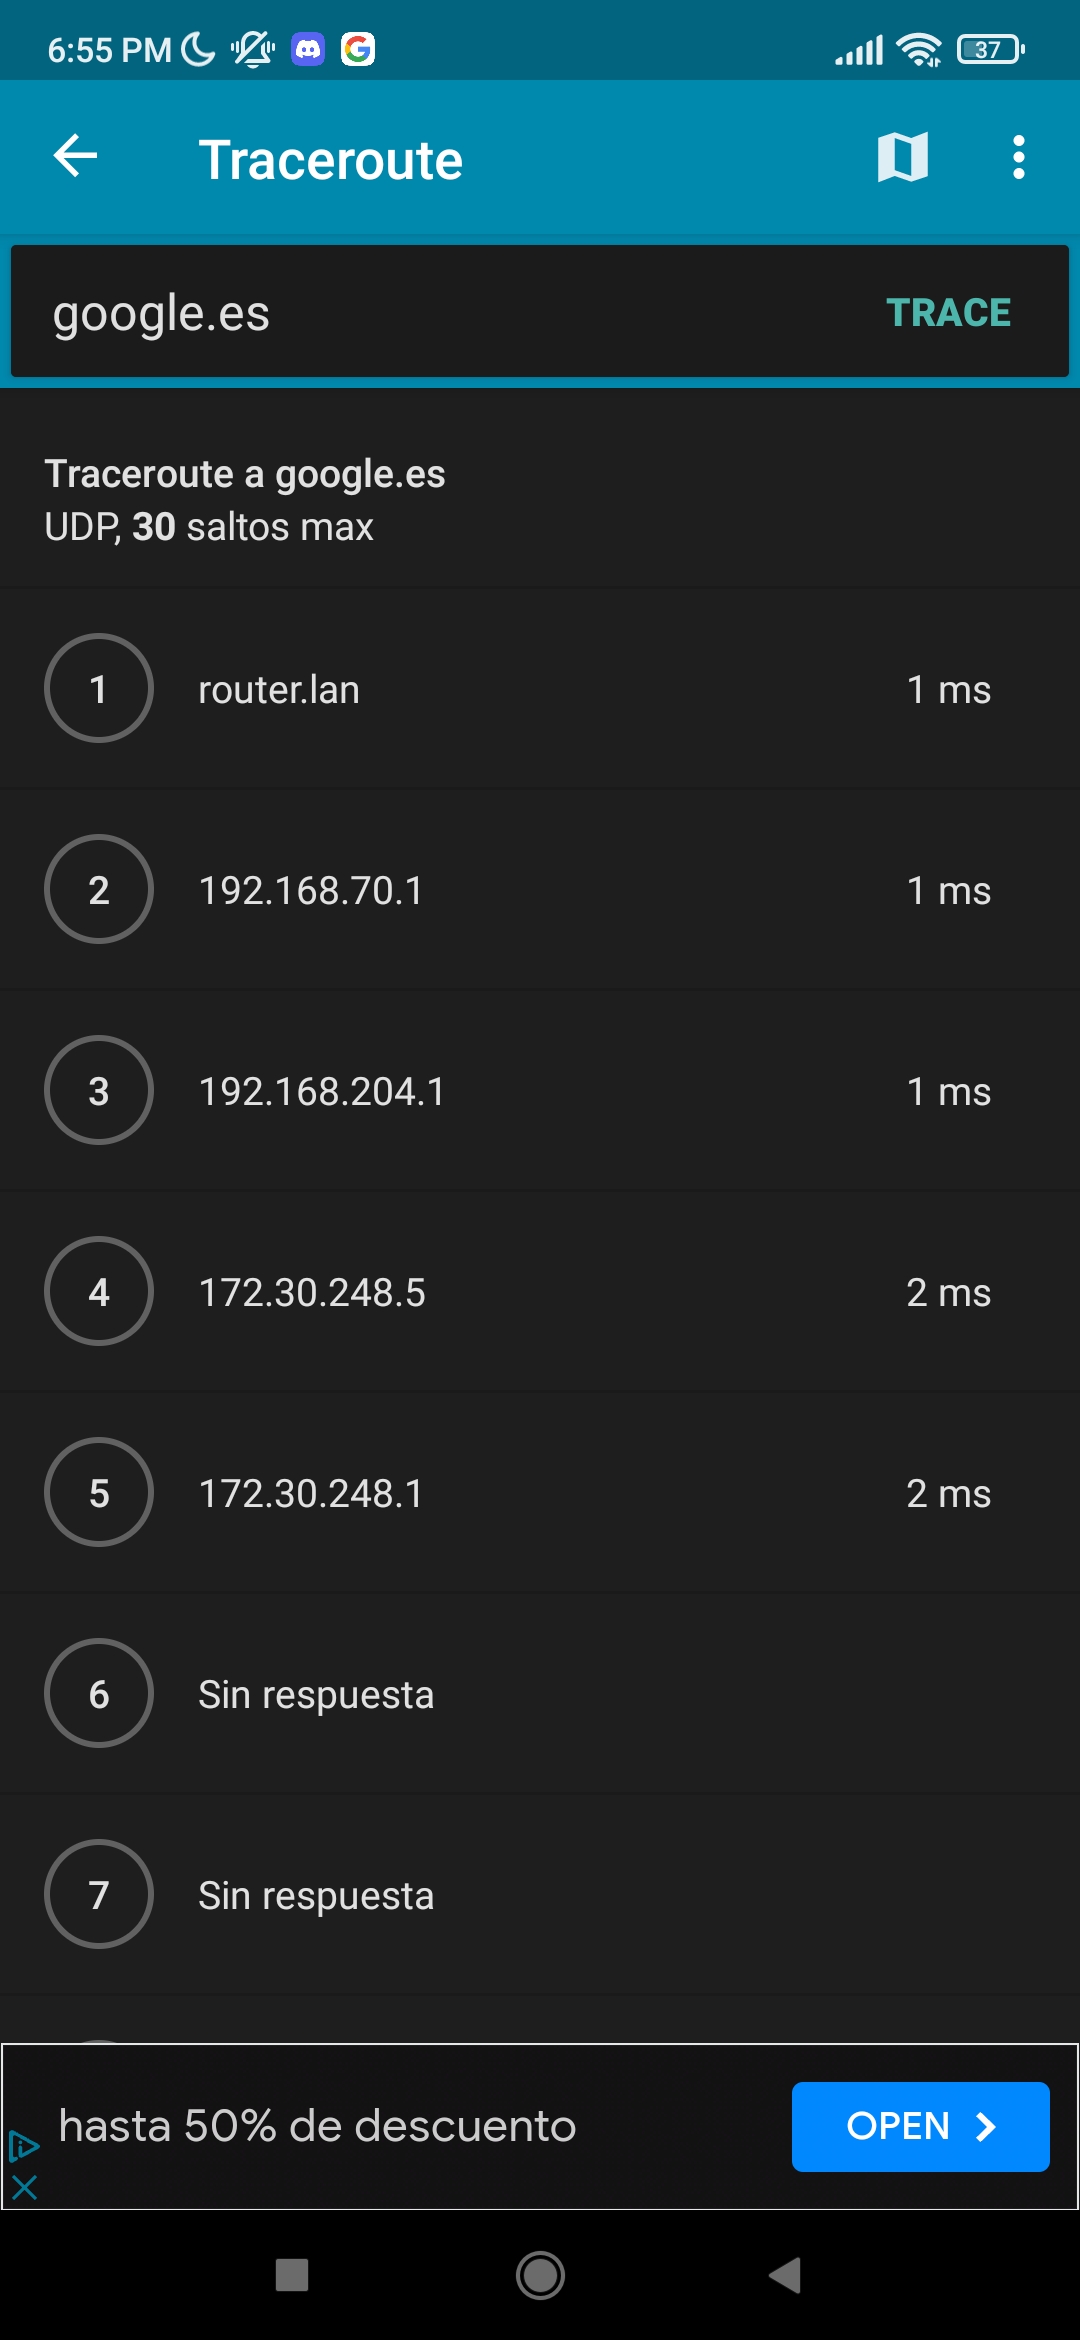 6:55 PM
37
Traceroute
google.es
TRACE
Traceroute a google.es
UDP, 30 saltos max
1 router.lan 1 ms
2 192.168.70.1 1 ms
3 192.168.204.1 1 ms
4 172.30.248.5 2 ms
5 172.30.248.1 2 ms
6 Sin respuesta
7 Sin respuesta
hasta 50% de descuento
OPEN